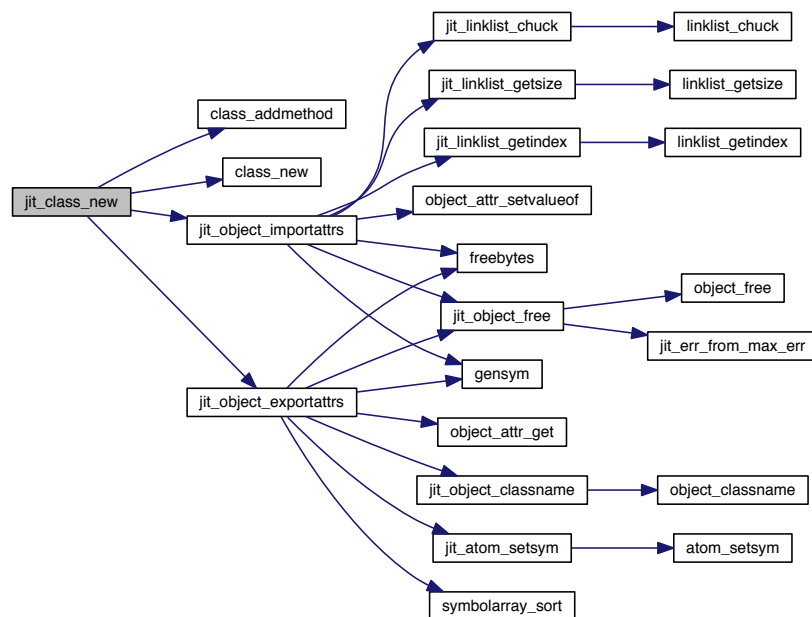 jit_linklist_chuck
linklist_chuck
jit_linklist_getsize
linklist_getsize
class_addmethod
jit_linklist_getindex
linklist_getindex
class_new
jit_class_new
object_attr_setvalueof
jit_object_importattrs
freebytes
object_free
jit_object_free
jit_err_from_max_err
gensym
jit_object_exportattrs
object_attr_get
jit_object_classname
object_classname
jit_atom_setsym
atom_setsym
symbolarray_sort